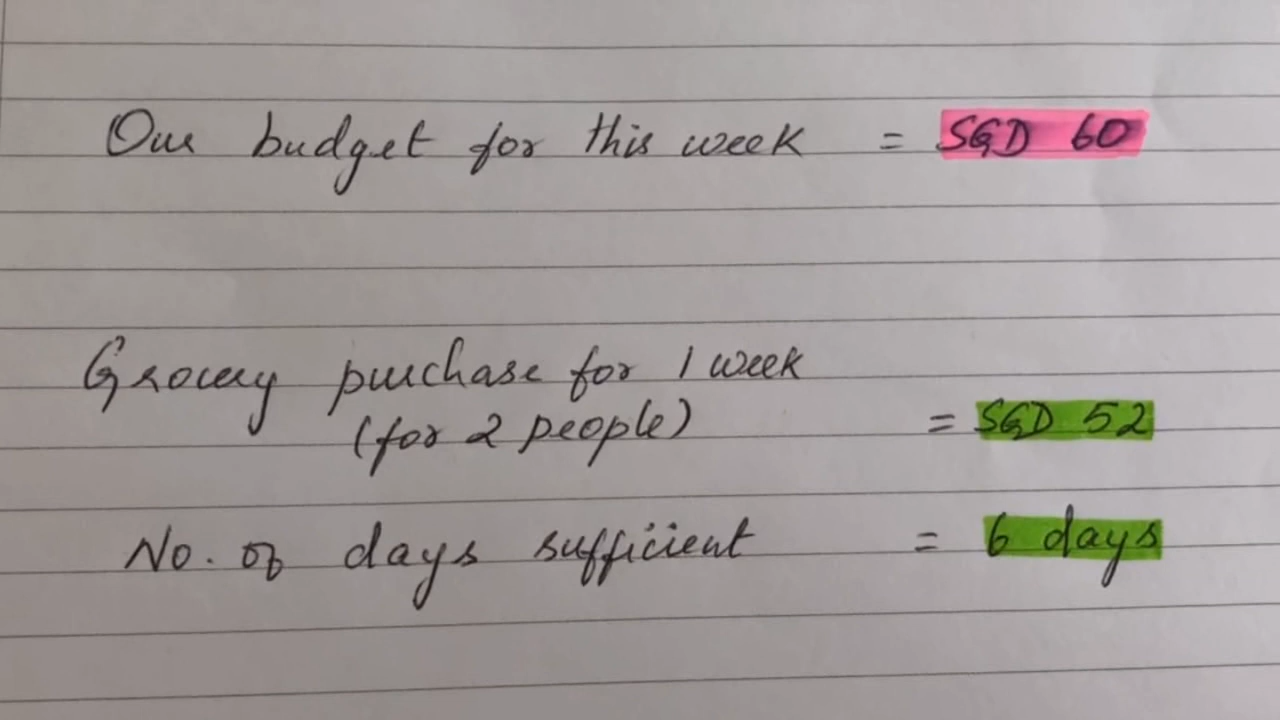 Our budget for this week = SGD 60
Grocery purchase for 1 week
(for 2 people) = SGD 52
No. of days sufficient = 6 days